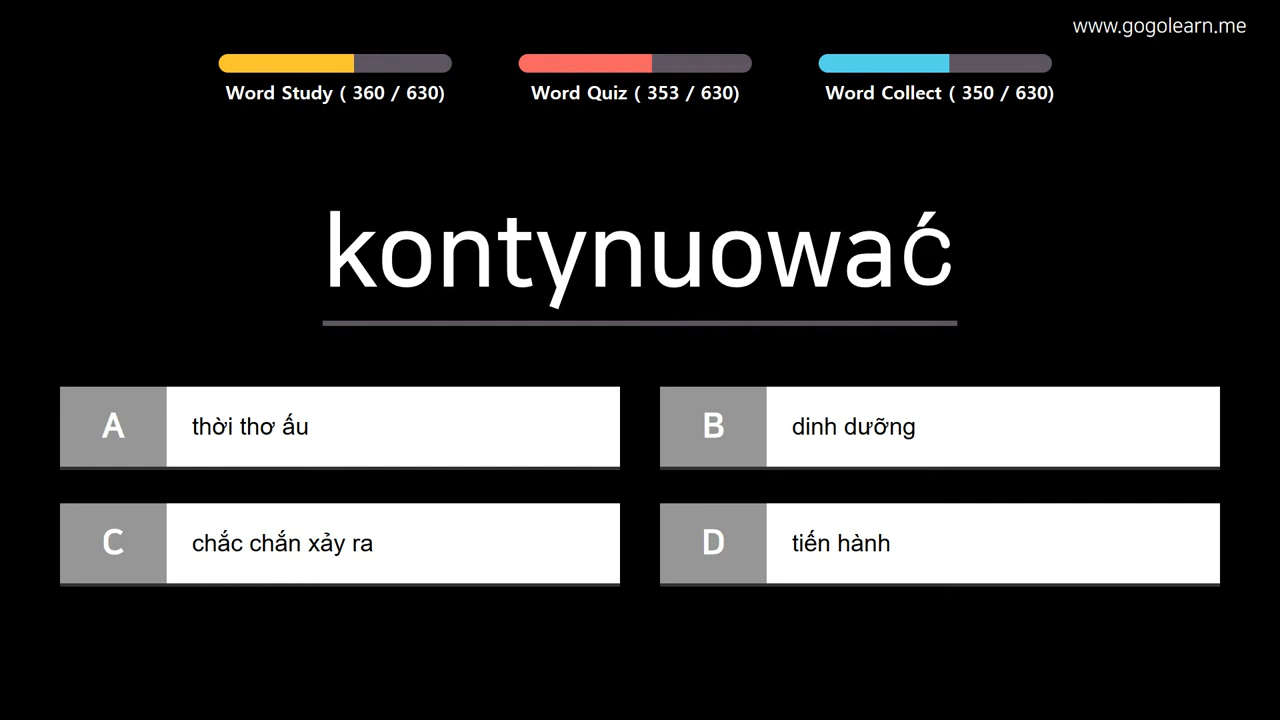 www.gogolearn.me
Word Study ( 360 / 630)
Word Quiz ( 353 / 630)
Word Collect ( 350 / 630)
kontynuować
A thời thơ ấu
B dinh dưỡng
C chắc chắn xảy ra
D tiến hành